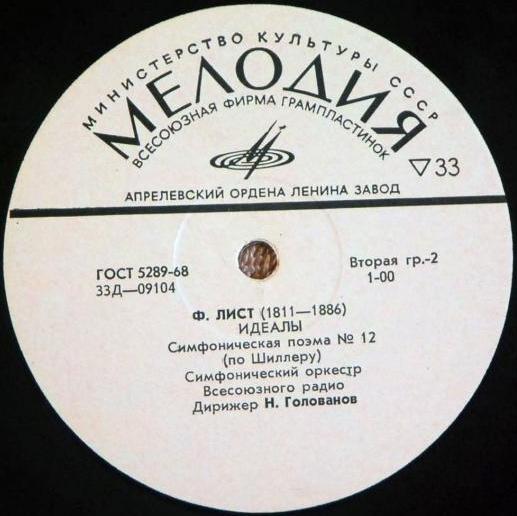 МИНИСТЕРСТВО КУЛЬТУРЫ СССР
МЕЛОДИЯ
ВСЕСОЮЗНАЯ ФИРМА ГРАМПЛАСТИНОК
▽33
АПРЕЛЕВСКИЙ ОРДЕНА ЛЕНИНА ЗАВОД
ГОСТ 5289-68
33Д—09104
Вторая гр.-2
1-00
Ф. ЛИСТ (1811—1886)
ИДЕАЛЫ
Симфоническая поэма № 12
(по Шиллеру)
Симфонический оркестр
Всесоюзного радио
Дирижер Н. Голованов